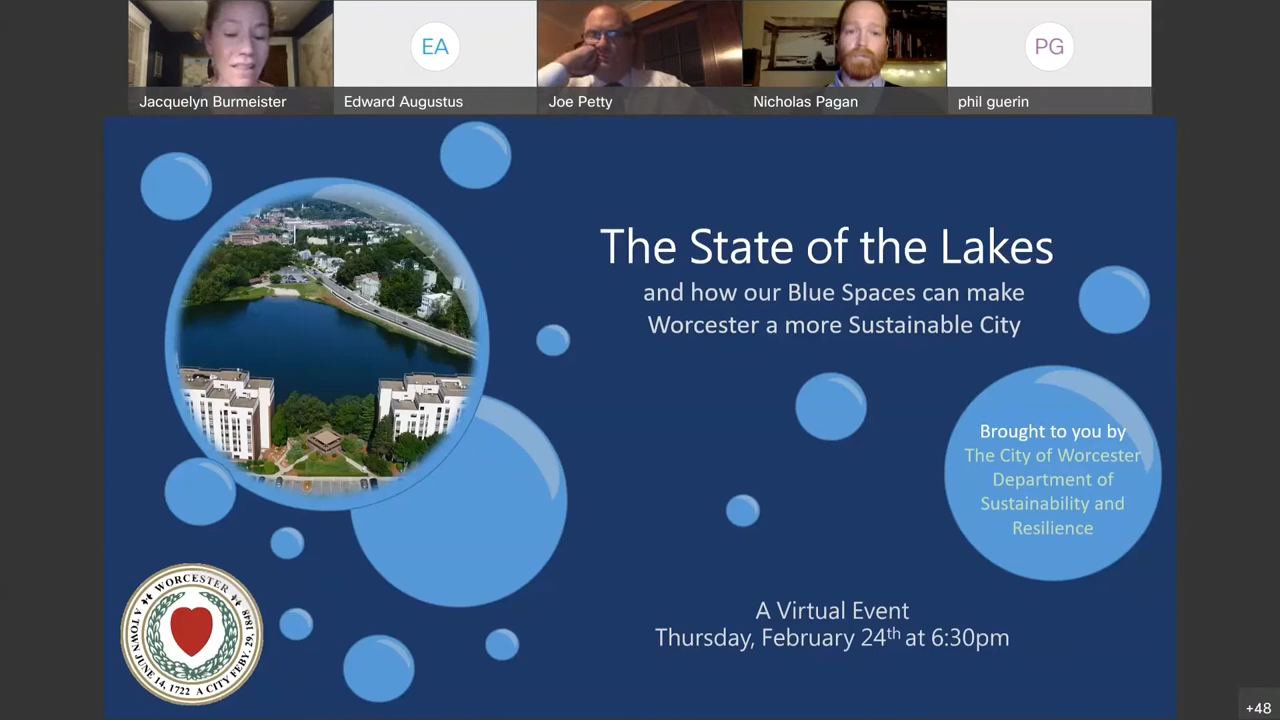 EA
PG
Jacquelyn Burmeister
Edward Augustus
Joe Petty
Nicholas Pagan
phil guerin
The State of the Lakes
and how our Blue Spaces can make
Worcester a more Sustainable City
Brought to you by
The City of Worcester
Department of
Sustainability and
Resilience
A Virtual Event
Thursday, February 24th at 6:30pm
WORCESTER
A TOWN JUNE 14, 1722 A CITY FEBY. 29, 1848
+48